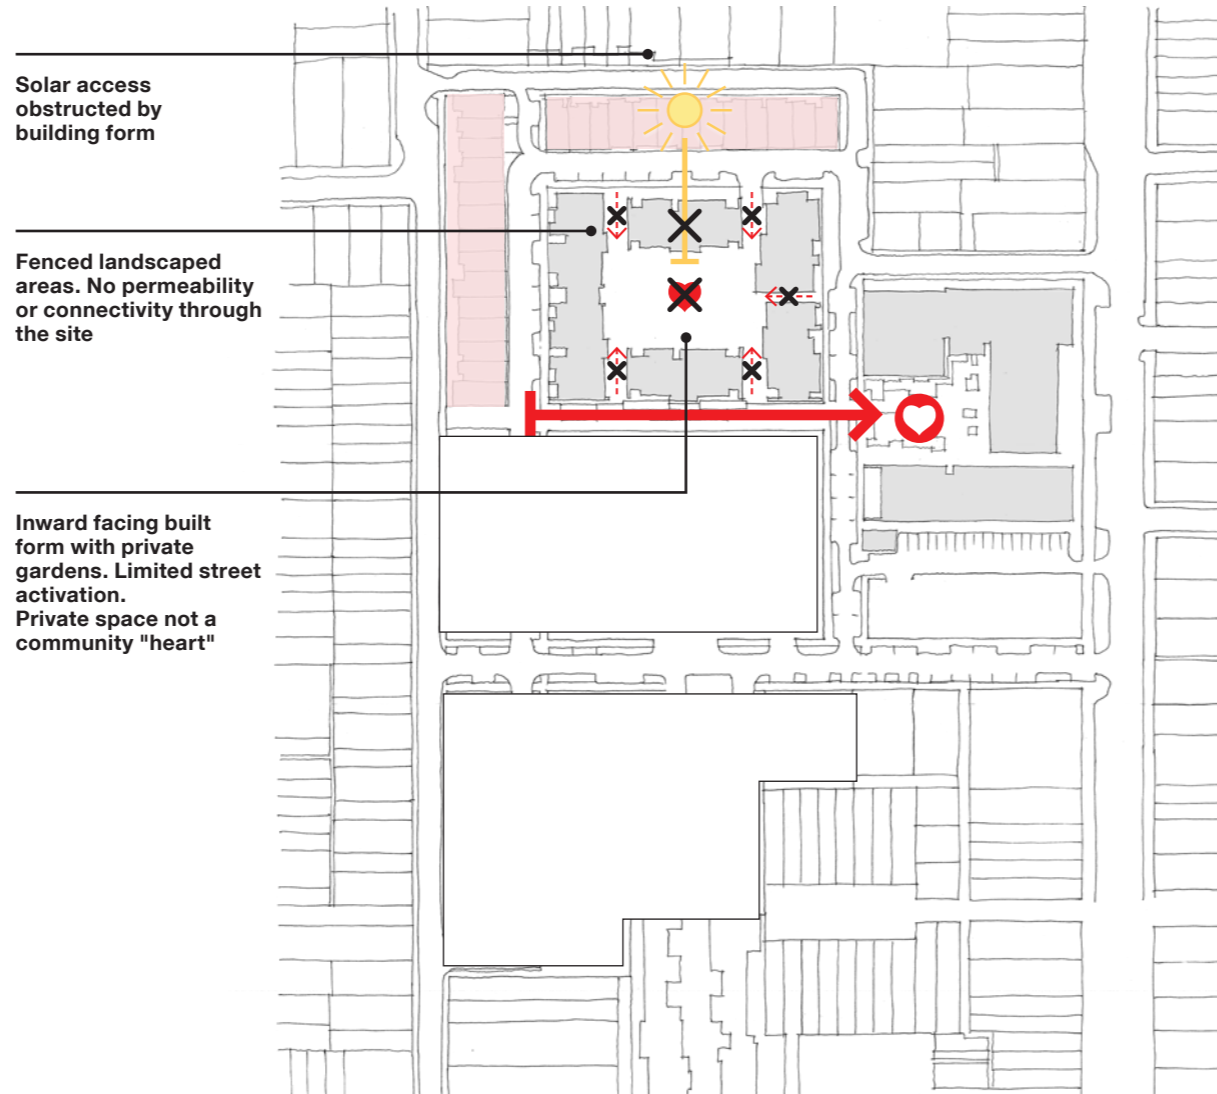 Solar access
obstructed by
building form
Fenced landscaped
areas. No permeability
or connectivity through
the site
Inward facing built
form with private
gardens. Limited street
activation.
Private space not a
community "heart"